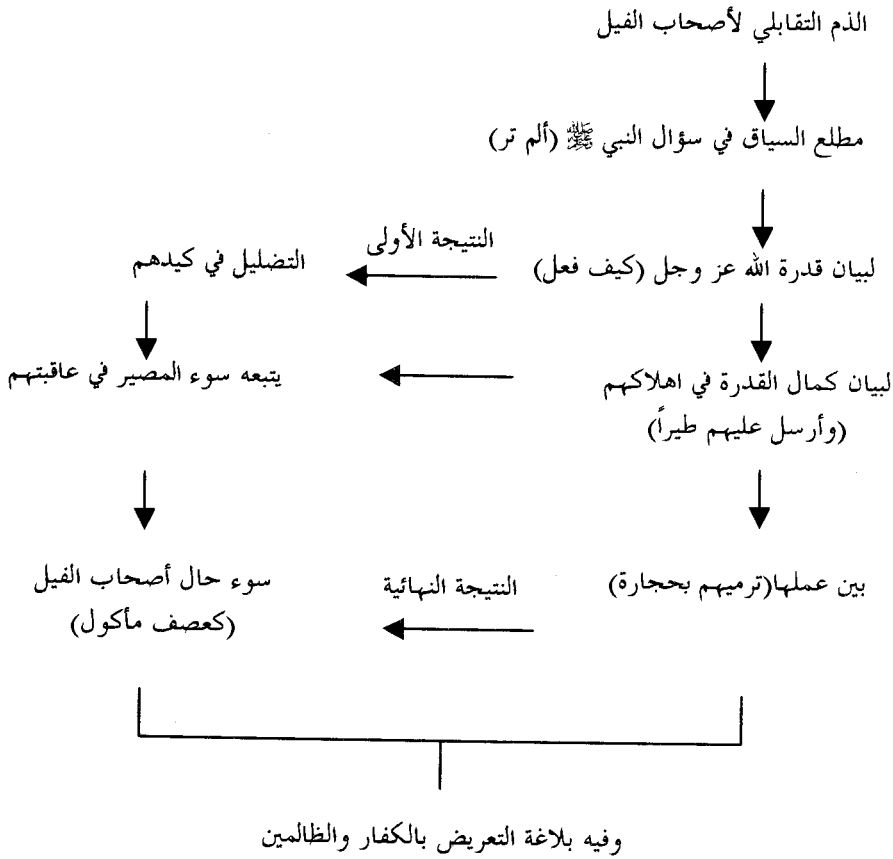 الذم التقابلي لأصحاب الفيل
مطلع السياق في سؤال النبي ﷺ (ألم تر)
لبيان قدرة الله عز وجل (كيف فعل)
النتيجة الأولى
التضليل في كيدهم
لبيان كمال القدرة في اهلاكهم
(وأرسل عليهم طيراً)
يتبعه سوء المصير في عاقبتهم
بين عملها(ترميهم بحجارة)
النتيجة النهائية
سوء حال أصحاب الفيل
(كعصف مأكول)
وفيه بلاغة التعريض بالكفار والظالمين